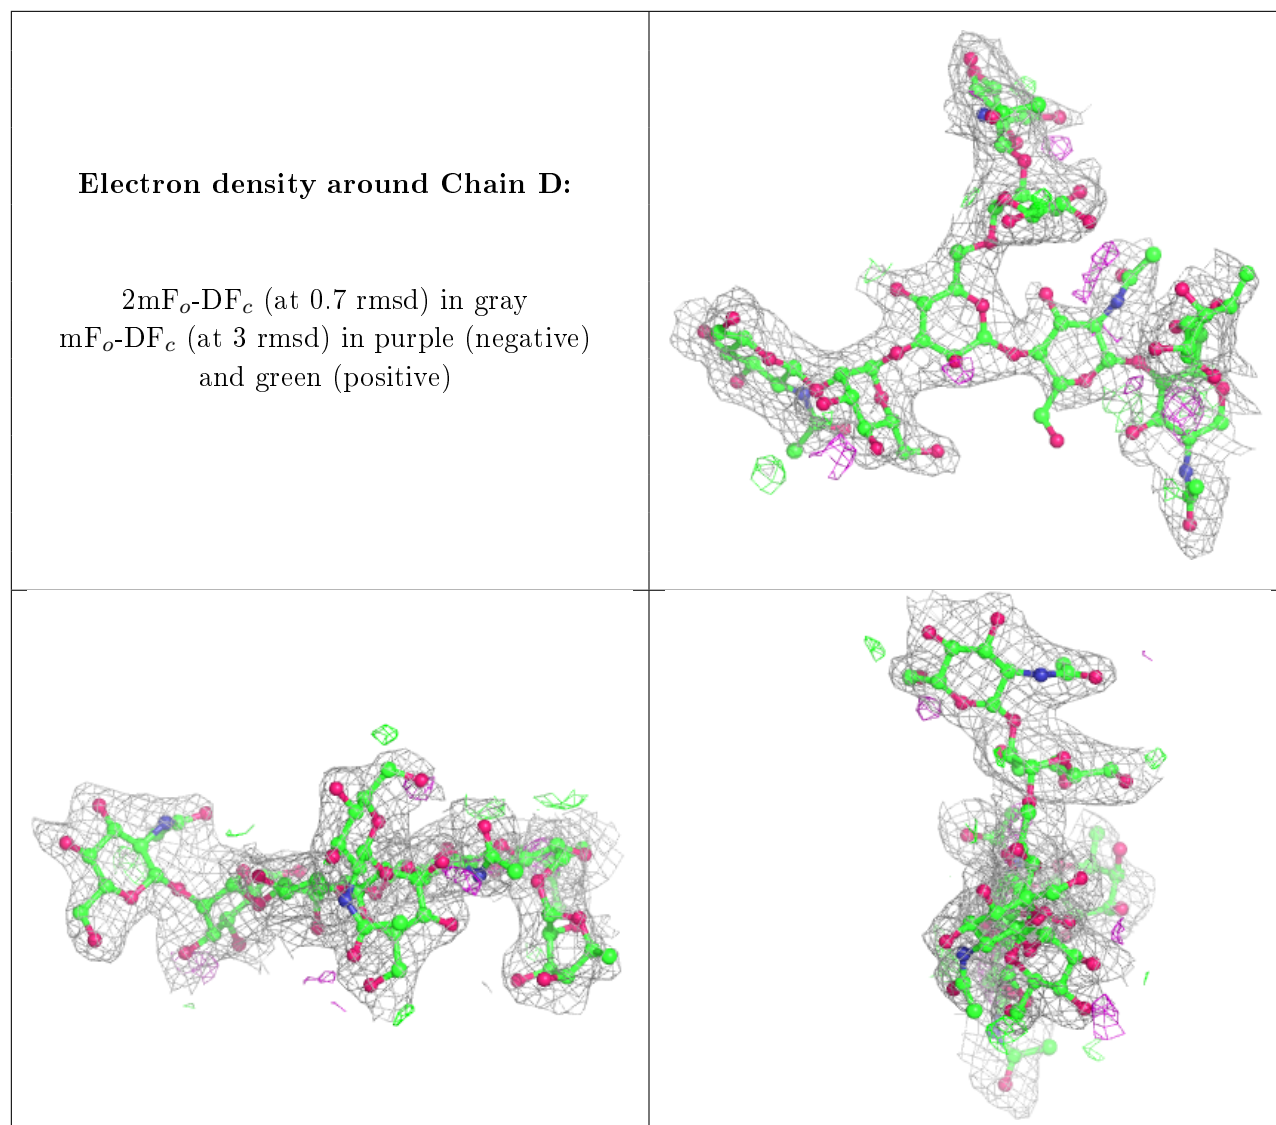 Electron density around Chain D:
2mFo-DFc (at 0.7 rmsd) in gray
mFo-DFc (at 3 rmsd) in purple (negative)
and green (positive)